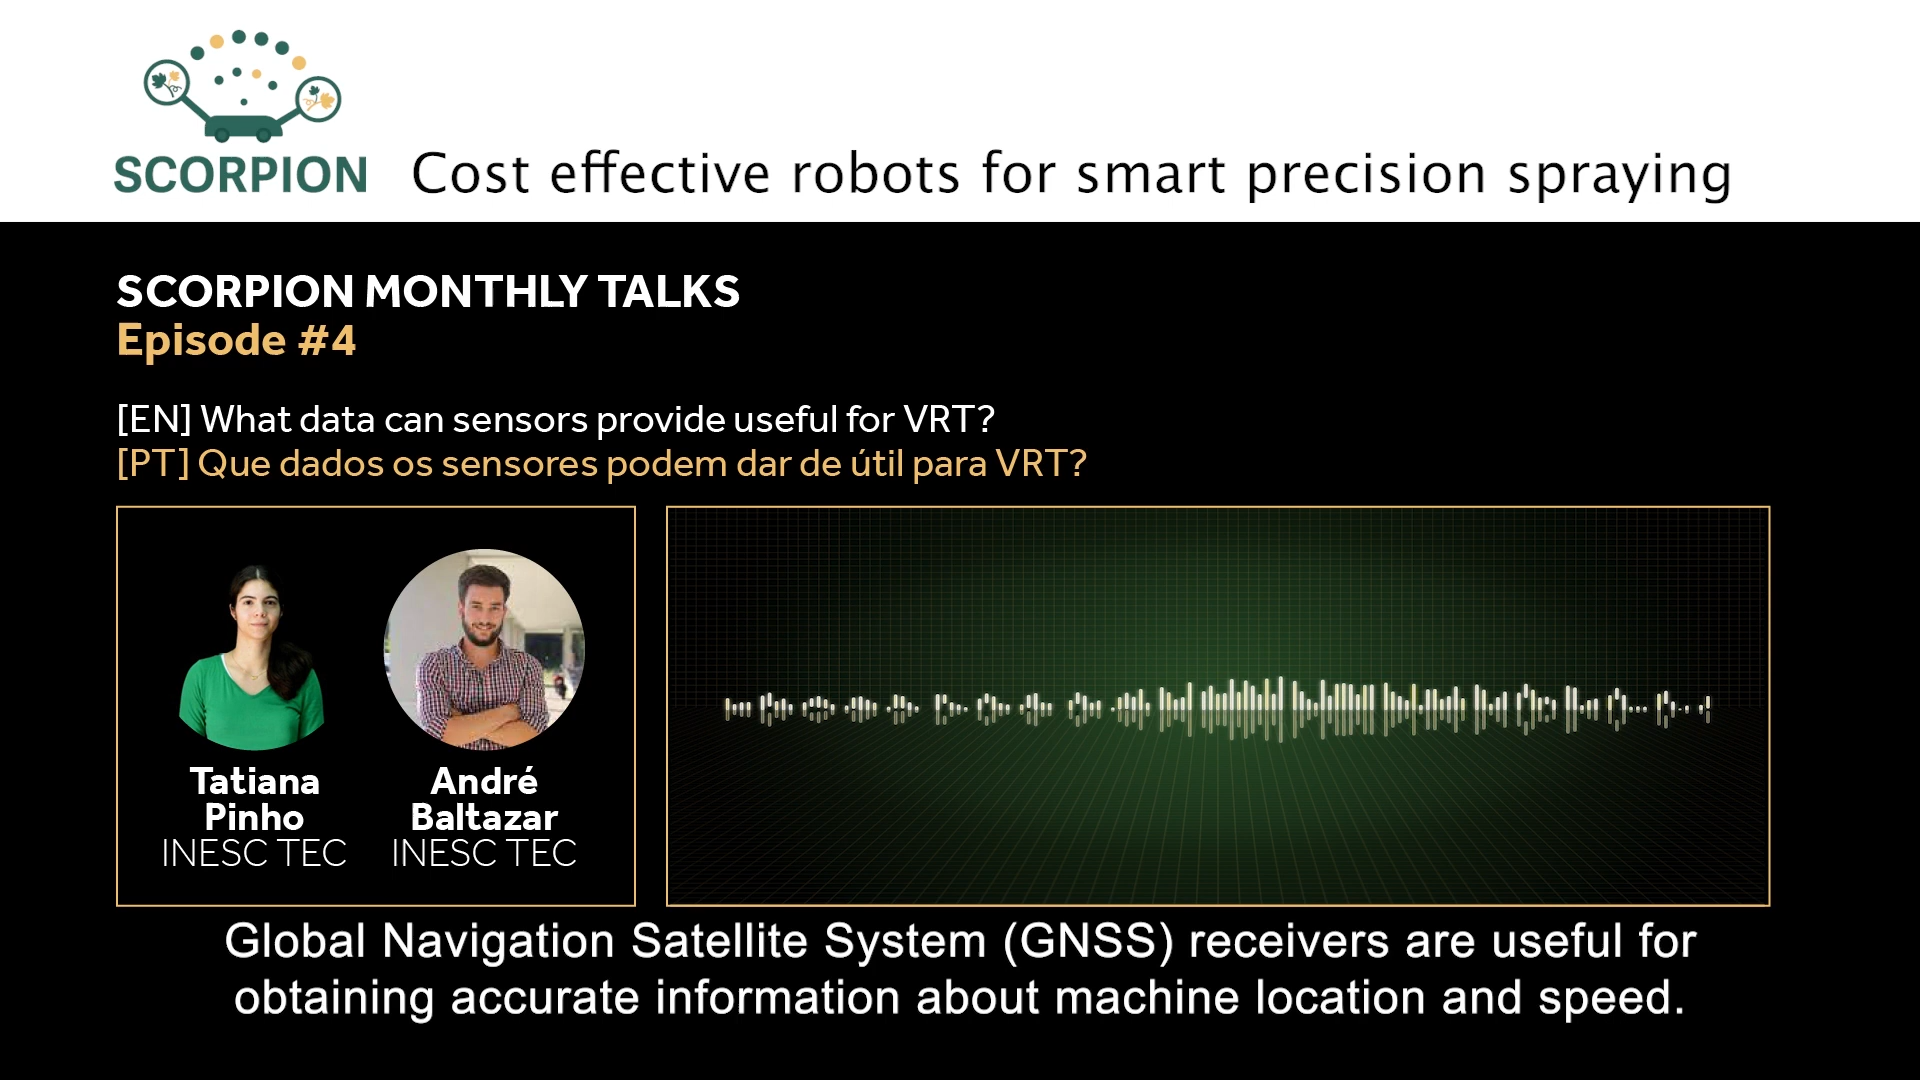 SCORPION
Cost effective robots for smart precision spraying
SCORPION MONTHLY TALKS
Episode #4
[EN] What data can sensors provide useful for VRT?
[PT] Que dados os sensores podem dar de útil para VRT?
Tatiana
Pinho
INESC TEC
André
Baltazar
INESC TEC
Global Navigation Satellite System (GNSS) receivers are useful for
obtaining accurate information about machine location and speed.